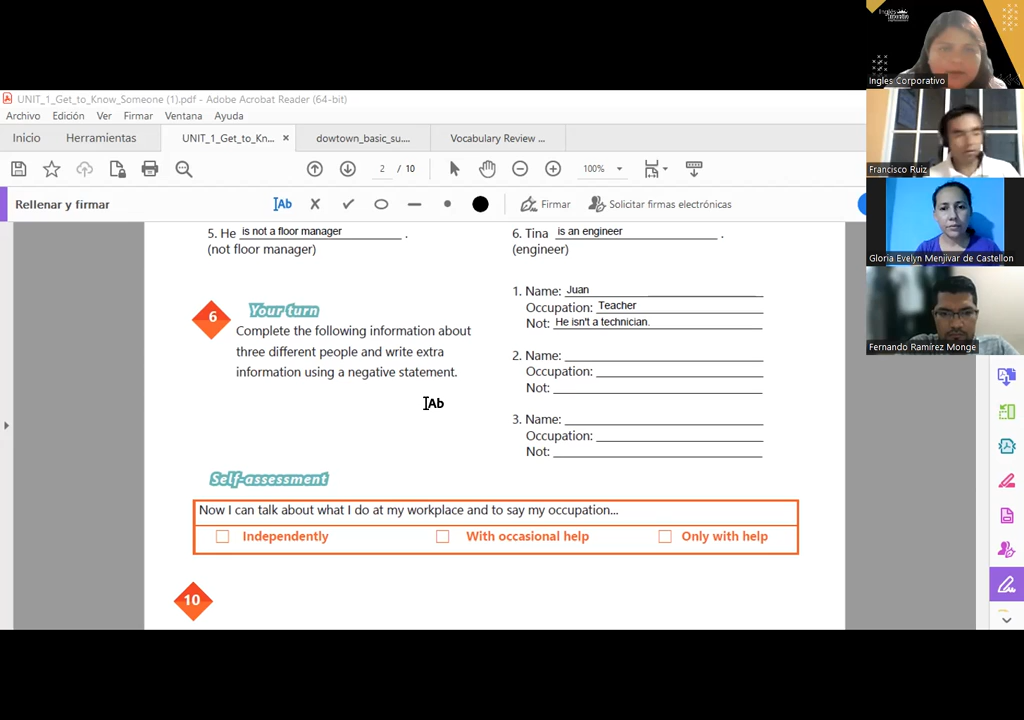 Inglés
Corporativo
Ingles Corporativo
UNIT_1_Get_to_Know_Someone (1).pdf - Adobe Acrobat Reader (64-bit)
Archivo Edición Ver Firmar Ventana Ayuda
Inicio Herramientas UNIT_1_Get_to_Kn... × dowtown_basic_su.... Vocabulary Review ...
2 / 10 100%
Francisco Ruiz
Rellenar y firmar Ab Firmar Solicitar firmas electrónicas
5. He is not a floor manager .
(not floor manager)
6. Tina is an engineer .
(engineer)
Gloria Evelyn Menjivar de Castellon
6 Your turn
Complete the following information about
three different people and write extra
information using a negative statement.
1. Name: Juan
Occupation: Teacher
Not: He isn't a technician.
2. Name:
Occupation:
Not:
3. Name:
Occupation:
Not:
Fernando Ramírez Monge
Ab
Self-assessment
Now I can talk about what I do at my workplace and to say my occupation...
Independently With occasional help Only with help
10